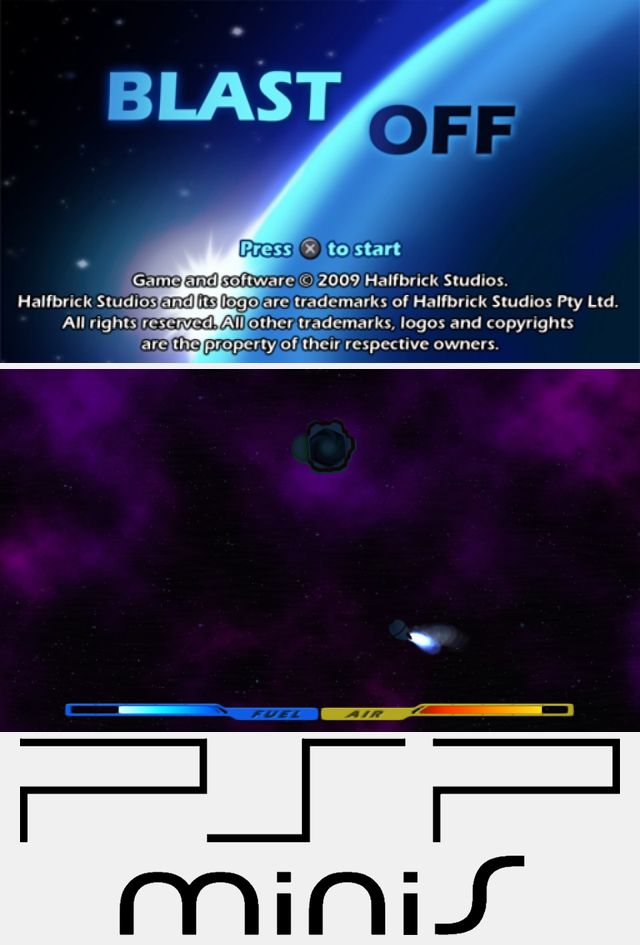 BLAST OFF
Press Ⓧ to start
Game and software © 2009 Halfbrick Studios.
Halfbrick Studios and its logo are trademarks of Halfbrick Studios Pty Ltd.
All rights reserved. All other trademarks, logos and copyrights
are the property of their respective owners.
FUEL AIR
PSP
minis